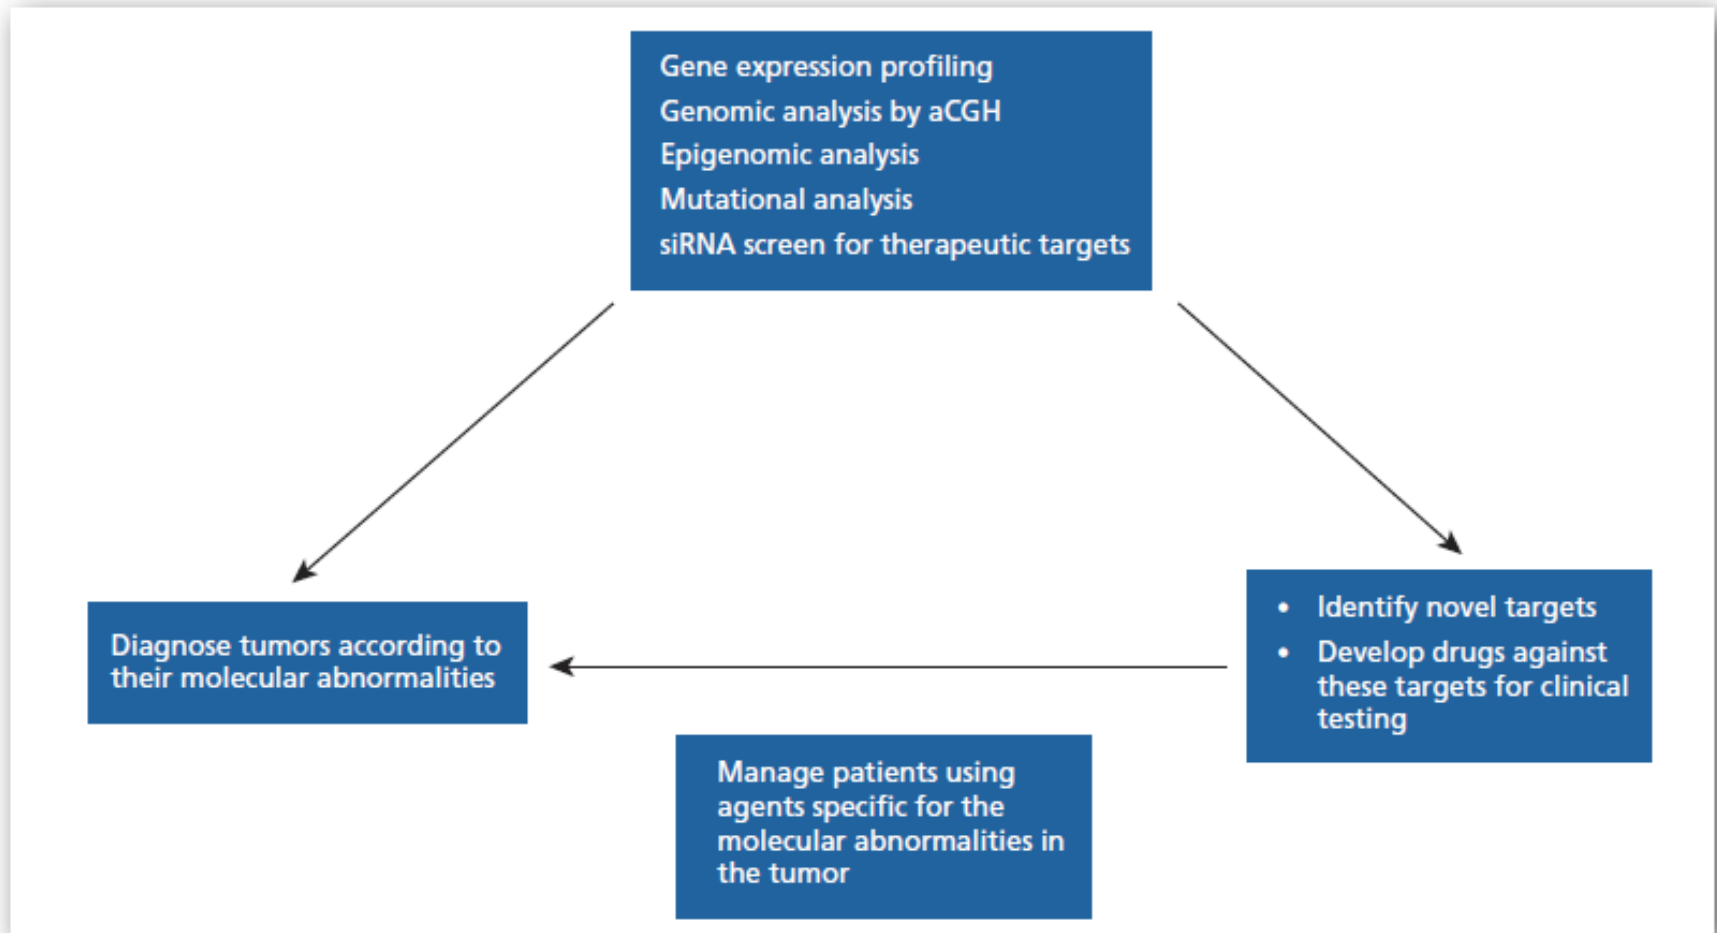 Gene expression profiling
Genomic analysis by aCGH
Epigenomic analysis
Mutational analysis
siRNA screen for therapeutic targets
Diagnose tumors according to
their molecular abnormalities
• Identify novel targets
• Develop drugs against
these targets for clinical
testing
Manage patients using
agents specific for the
molecular abnormalities in
the tumor